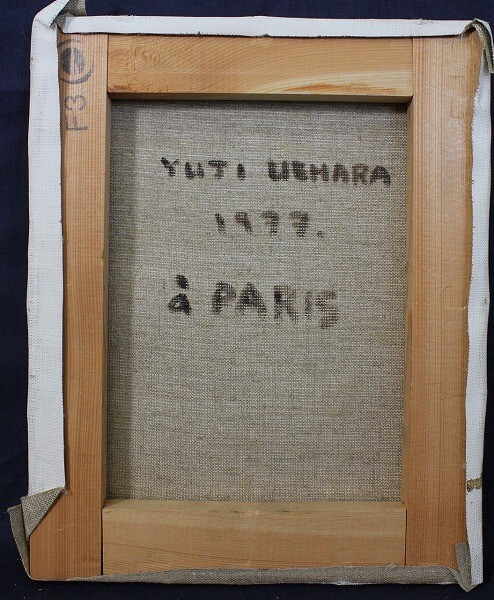 F3
YUJI UEHARA
1977.
à PARIS